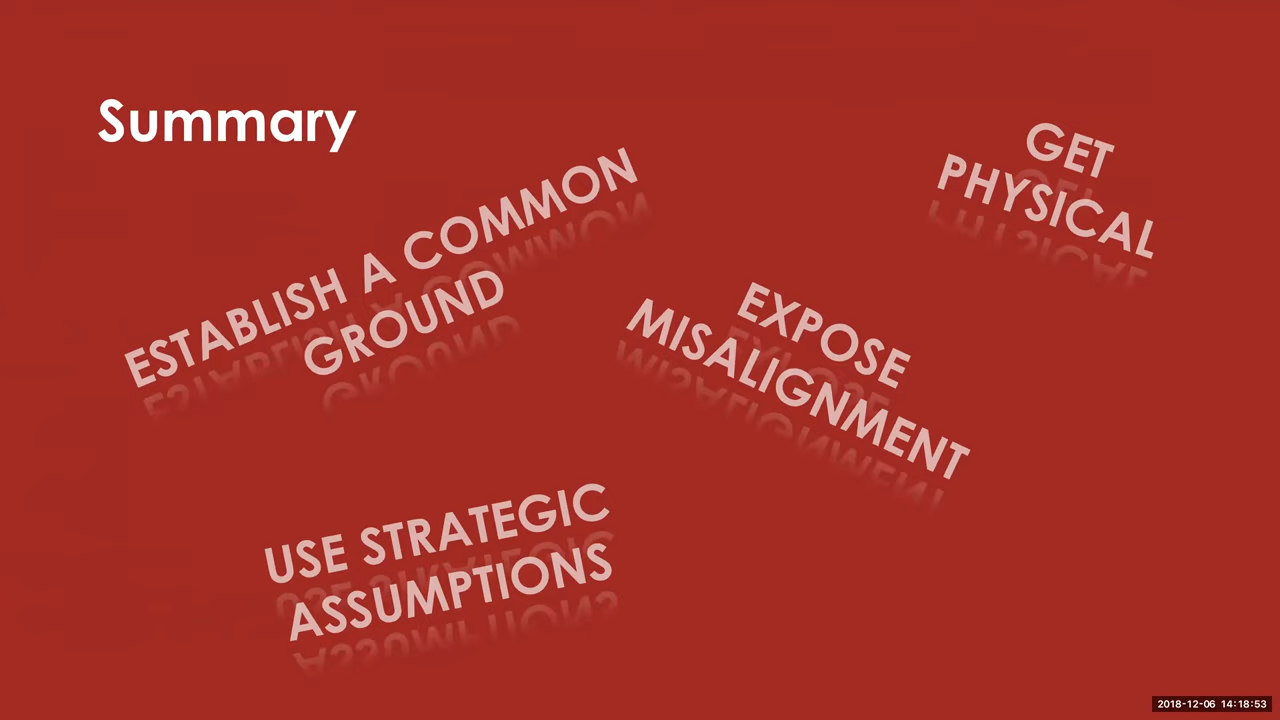 Summary
ESTABLISH A COMMON
GROUND
GET
PHYSICAL
EXPOSE
MISALIGNMENT
USE STRATEGIC
ASSUMPTIONS
2018-12-06 14:18:53